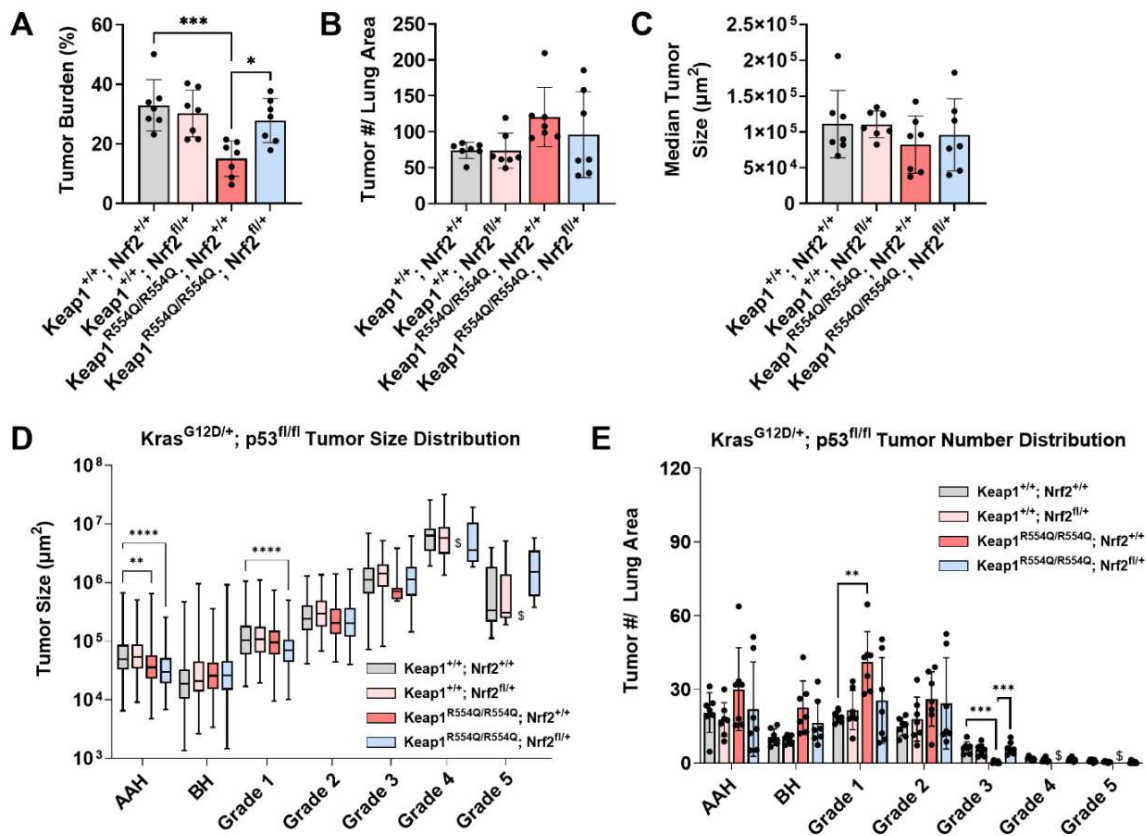 A
Tumor Burden (%)
60
40
20
0
***
*
Keap1+/+; Nrf2+/+
Keap1+/+; Nrf2fl/+
Keap1R554Q/R554Q; Nrf2+/+
Keap1R554Q/R554Q; Nrf2fl/+
B
Tumor #/ Lung Area
250
200
150
100
50
0
Keap1+/+; Nrf2+/+
Keap1+/+; Nrf2fl/+
Keap1R554Q/R554Q; Nrf2+/+
Keap1R554Q/R554Q; Nrf2fl/+
C
Median Tumor
Size (µm²)
2.5×10⁵
2×10⁵
1.5×10⁵
1×10⁵
5×10⁴
0
Keap1+/+; Nrf2+/+
Keap1+/+; Nrf2fl/+
Keap1R554Q/R554Q; Nrf2+/+
Keap1R554Q/R554Q; Nrf2fl/+
D
KrasG12D/+; p53fl/fl Tumor Size Distribution
Tumor Size (µm²)
10⁸
10⁷
10⁶
10⁵
10⁴
10³
****
**
****
$
$
Keap1+/+; Nrf2+/+
Keap1+/+; Nrf2fl/+
Keap1R554Q/R554Q; Nrf2+/+
Keap1R554Q/R554Q; Nrf2fl/+
AAH
BH
Grade 1
Grade 2
Grade 3
Grade 4
Grade 5
E
KrasG12D/+; p53fl/fl Tumor Number Distribution
Tumor #/ Lung Area
120
90
60
30
0
Keap1+/+; Nrf2+/+
Keap1+/+; Nrf2fl/+
Keap1R554Q/R554Q; Nrf2+/+
Keap1R554Q/R554Q; Nrf2fl/+
**
***
***
$
$
AAH
BH
Grade 1
Grade 2
Grade 3
Grade 4
Grade 5